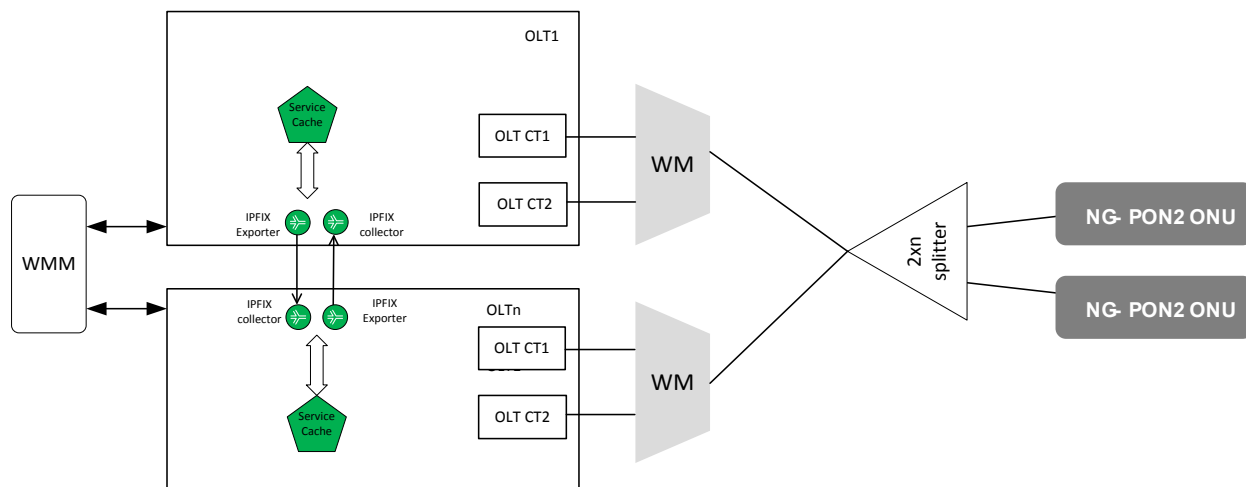 OLT1
Service
Cache
OLT CT1
OLT CT2
WM
IPFIX
Exporter
IPFIX
collector
WMM
2xn
splitter
NG- PON2 ONU
NG- PON2 ONU
IPFIX
collector
IPFIX
Exporter
OLTn
OLT CT1
OLT CT2
WM
Service
Cache